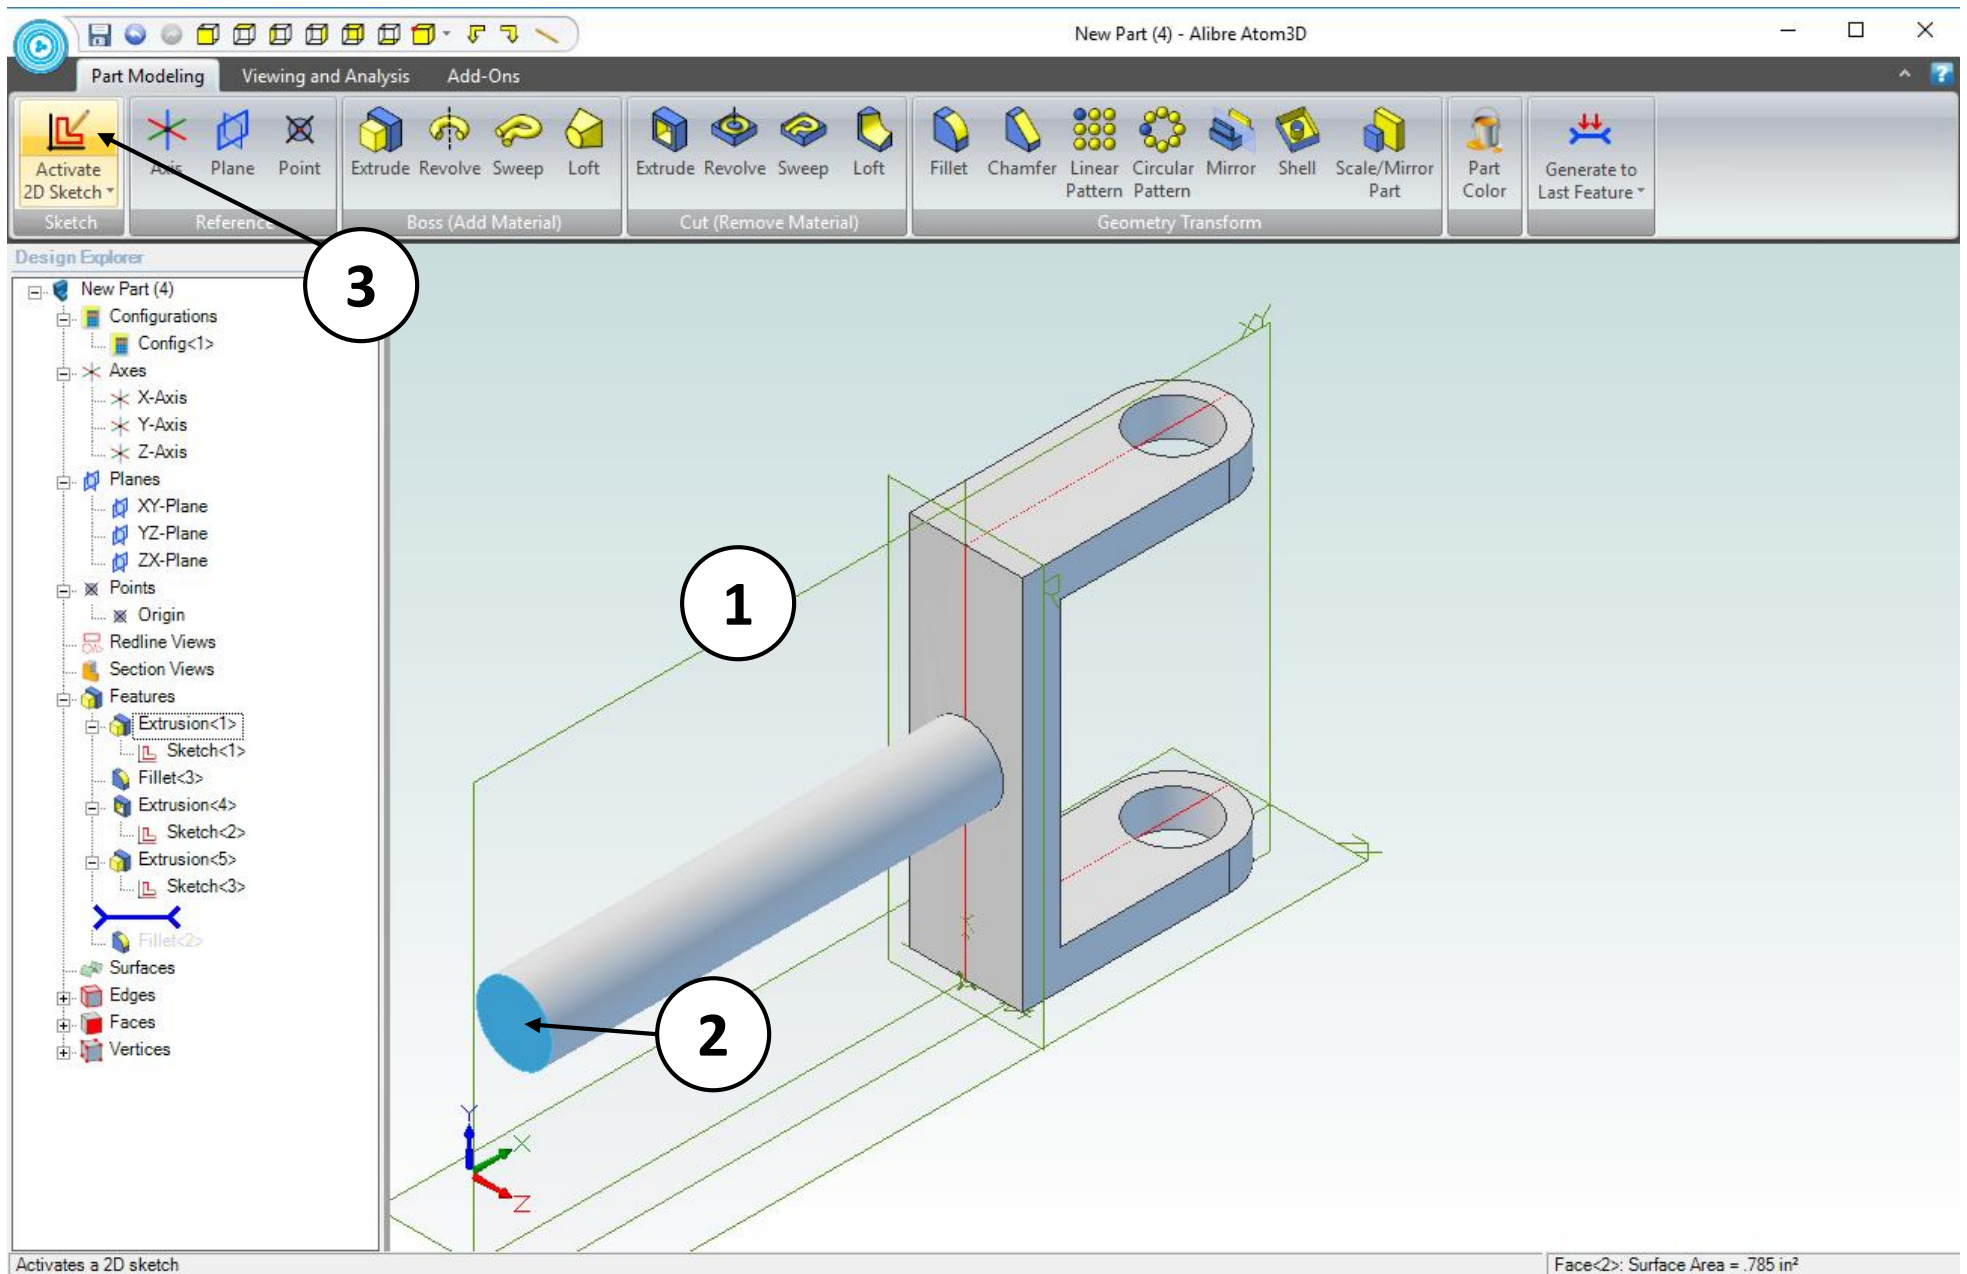 New Part (4) - Alibre Atom3D
Part Modeling Viewing and Analysis Add-Ons
Activate 2D Sketch
Axis Plane Point
Extrude Revolve Sweep Loft
Extrude Revolve Sweep Loft
Fillet Chamfer Linear Pattern Circular Pattern Mirror Shell Scale/Mirror Part
Part Color
Generate to Last Feature
Sketch Reference Boss (Add Material) Cut (Remove Material) Geometry Transform
Design Explorer
3
New Part (4)
Configurations
Config<1>
Axes
X-Axis
Y-Axis
Z-Axis
Planes
XY-Plane
YZ-Plane
ZX-Plane
Points
Origin
Redline Views
Section Views
Features
Extrusion<1>
Sketch<1>
Fillet<3>
Extrusion<4>
Sketch<2>
Extrusion<5>
Sketch<3>
Fillet<2>
Surfaces
Edges
Faces
Vertices
1
2
Y
X
Z
Activates a 2D sketch
Face<2>: Surface Area = .785 in²